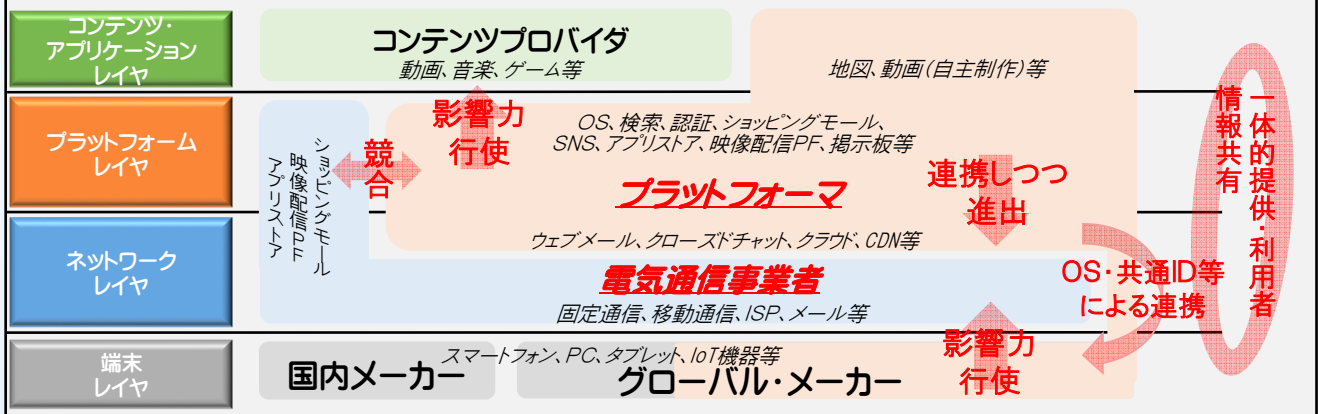 コンテンツ・
アプリケーション
レイヤ
コンテンツプロバイダ
動画、音楽、ゲーム等
地図、動画(自主制作)等
プラットフォーム
レイヤ
ショッピングモール
映像配信PF
アプリストア
競合
影響力
行使
OS、検索、認証、ショッピングモール、
SNS、アプリストア、映像配信PF、掲示板等
プラットフォーマ
連携しつつ
進出
ウェブメール、クローズドチャット、クラウド、CDN等
ネットワーク
レイヤ
電気通信事業者
固定通信、移動通信、ISP、メール等
OS・共通ID等
による連携
一体的提供・利用者
情報共有
端末
レイヤ
スマートフォン、PC、タブレット、IoT機器等
国内メーカー
グローバル・メーカー
影響力
行使